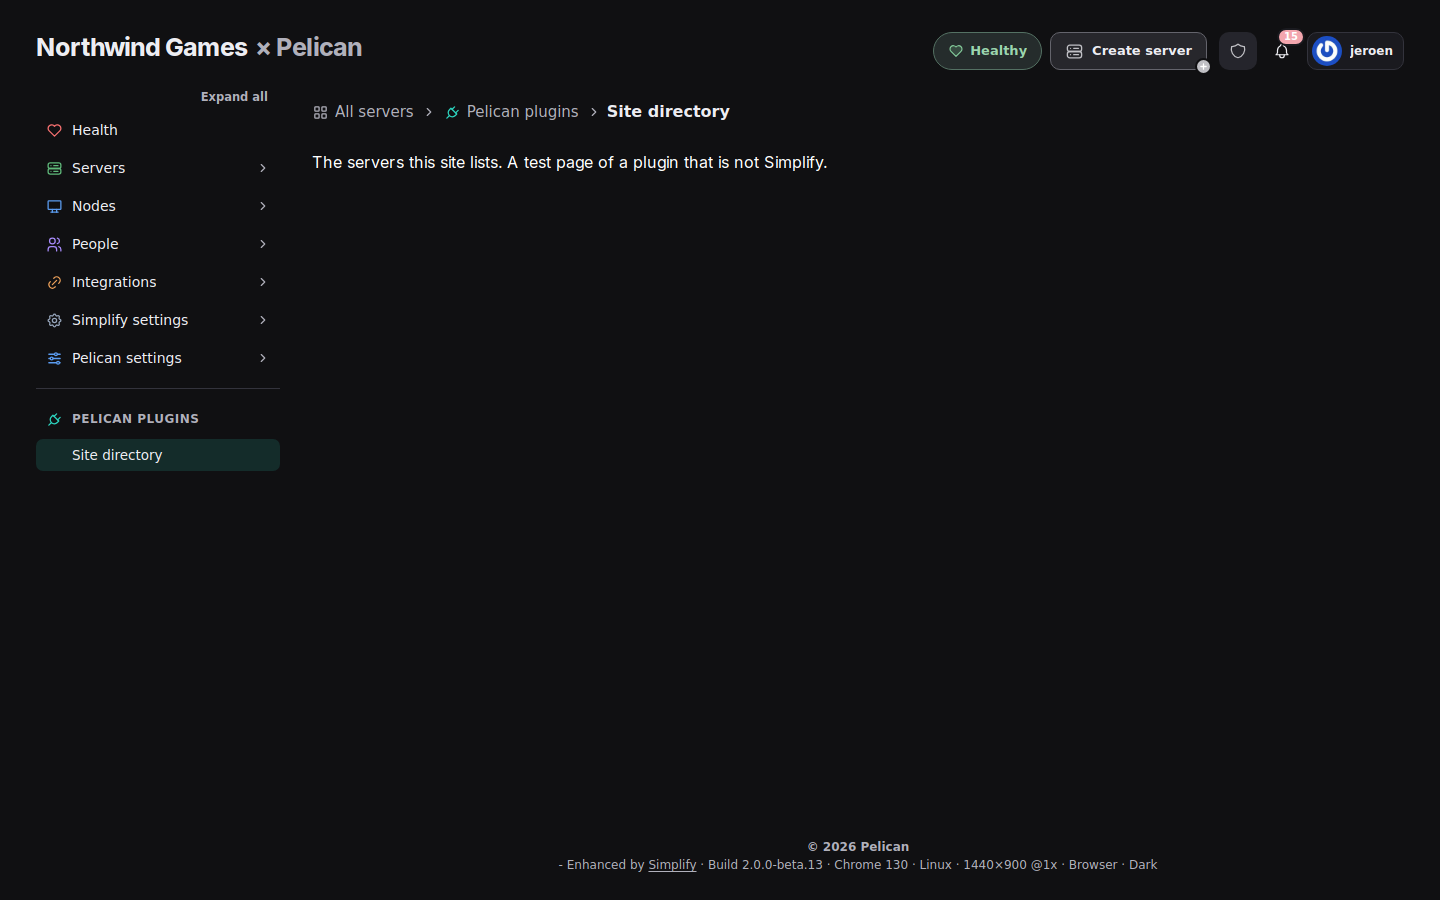 Northwind Games × Pelican
Healthy
Create server
15
jeroen
Expand all
Health
Servers
Nodes
People
Integrations
Simplify settings
Pelican settings
PELICAN PLUGINS
Site directory
All servers > Pelican plugins > Site directory
The servers this site lists. A test page of a plugin that is not Simplify.
© 2026 Pelican
- Enhanced by Simplify · Build 2.0.0-beta.13 · Chrome 130 · Linux · 1440×900 @1x · Browser · Dark